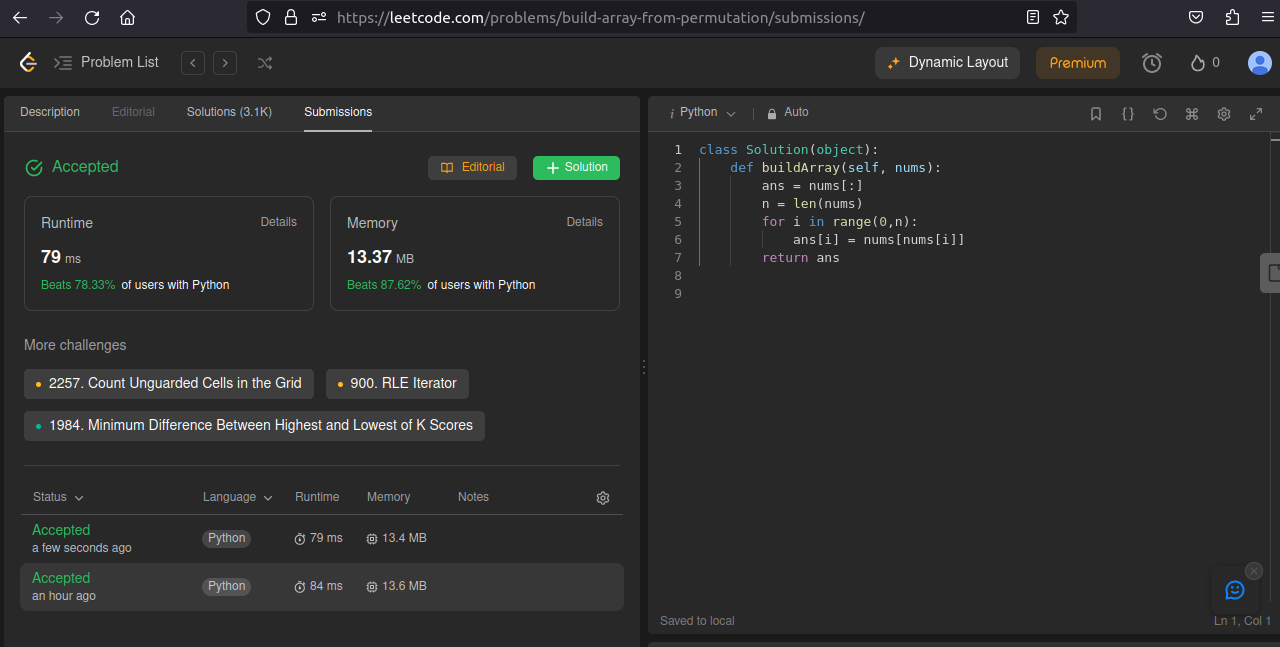 https://leetcode.com/problems/build-array-from-permutation/submissions/
Problem List
Dynamic Layout
Premium
0
Description Editorial Solutions (3.1K) Submissions
Accepted
Editorial
Solution
Runtime Details
79 ms
Beats 78.33% of users with Python
Memory Details
13.37 MB
Beats 87.62% of users with Python
More challenges
2257. Count Unguarded Cells in the Grid
900. RLE Iterator
1984. Minimum Difference Between Highest and Lowest of K Scores
Status Language Runtime Memory Notes
Accepted
a few seconds ago
Python 79 ms 13.4 MB
Accepted
an hour ago
Python 84 ms 13.6 MB
i Python Auto
1 class Solution(object):
2 def buildArray(self, nums):
3 ans = nums[:]
4 n = len(nums)
5 for i in range(0,n):
6 ans[i] = nums[nums[i]]
7 return ans
8
9
Saved to local
Ln 1, Col 1